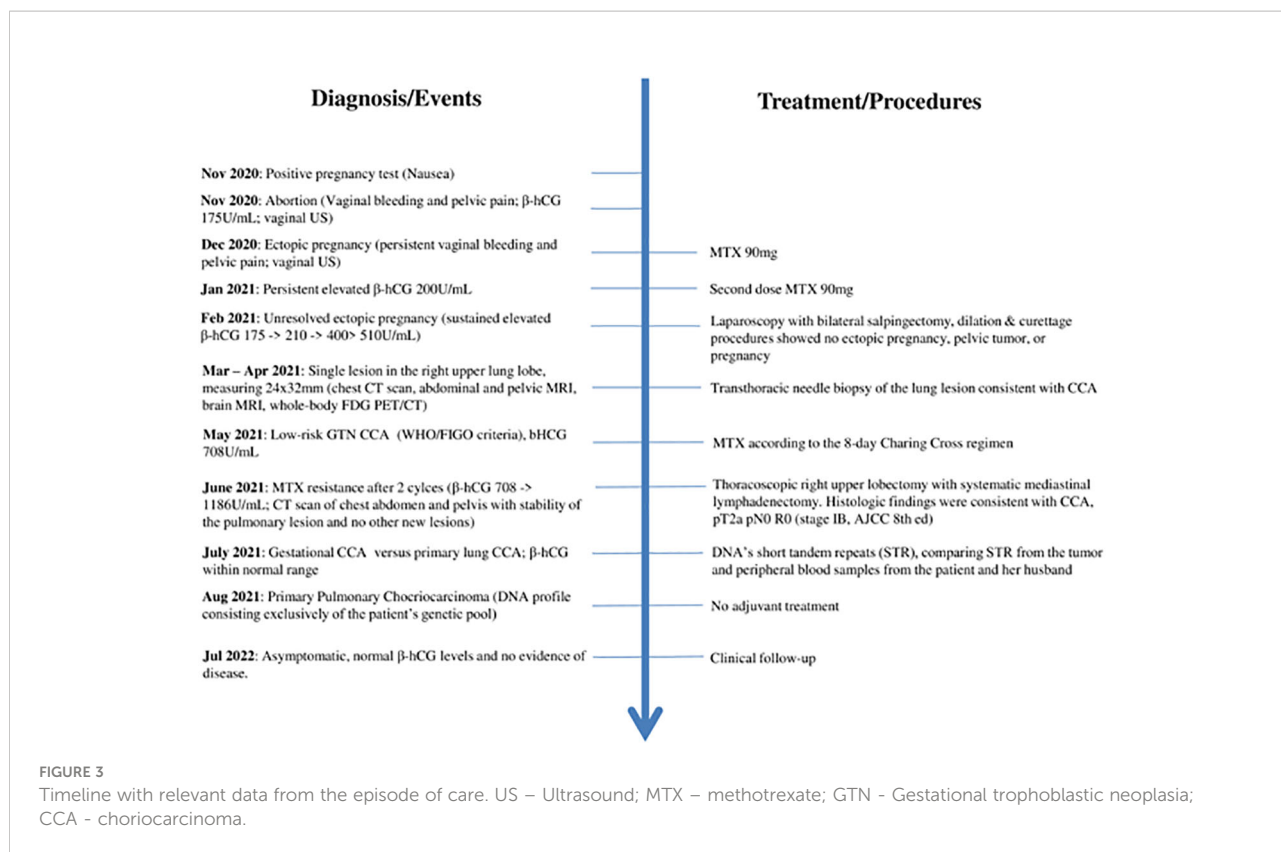 Diagnosis/Events
Treatment/Procedures
Nov 2020: Positive pregnancy test (Nausea)
Nov 2020: Abortion (Vaginal bleeding and pelvic pain; β-hCG
175U/mL; vaginal US)
Dec 2020: Ectopic pregnancy (persistent vaginal bleeding and
pelvic pain; vaginal US)
MTX 90mg
Jan 2021: Persistent elevated β-hCG 200U/mL
Second dose MTX 90mg
Feb 2021: Unresolved ectopic pregnancy (sustained elevated
β-hCG 175 -> 210 -> 400> 510U/mL)
Laparoscopy with bilateral salpingectomy, dilation & curettage
procedures showed no ectopic pregnancy, pelvic tumor, or
pregnancy
Mar – Apr 2021: Single lesion in the right upper lung lobe,
measuring 24x32mm (chest CT scan, abdominal and pelvic MRI,
brain MRI, whole-body FDG PET/CT)
Transthoracic needle biopsy of the lung lesion consistent with CCA
May 2021: Low-risk GTN CCA (WHO/FIGO criteria), bHCG
708U/mL
MTX according to the 8-day Charing Cross regimen
June 2021: MTX resistance after 2 cylces (β-hCG 708 ->
1186U/mL; CT scan of chest abdomen and pelvis with stability of
the pulmonary lesion and no other new lesions)
Thoracoscopic right upper lobectomy with systematic mediastinal
lymphadenectomy. Histologic findings were consistent with CCA,
pT2a pN0 R0 (stage IB, AJCC 8th ed)
July 2021: Gestational CCA versus primary lung CCA; β-hCG
within normal range
DNA's short tandem repeats (STR), comparing STR from the tumor
and peripheral blood samples from the patient and her husband
Aug 2021: Primary Pulmonary Chocriocarcinoma (DNA profile
consisting exclusively of the patient's genetic pool)
No adjuvant treatment
Jul 2022: Asymptomatic, normal β-hCG levels and no evidence of
disease.
Clinical follow-up
FIGURE 3
Timeline with relevant data from the episode of care. US – Ultrasound; MTX – methotrexate; GTN - Gestational trophoblastic neoplasia;
CCA - choriocarcinoma.